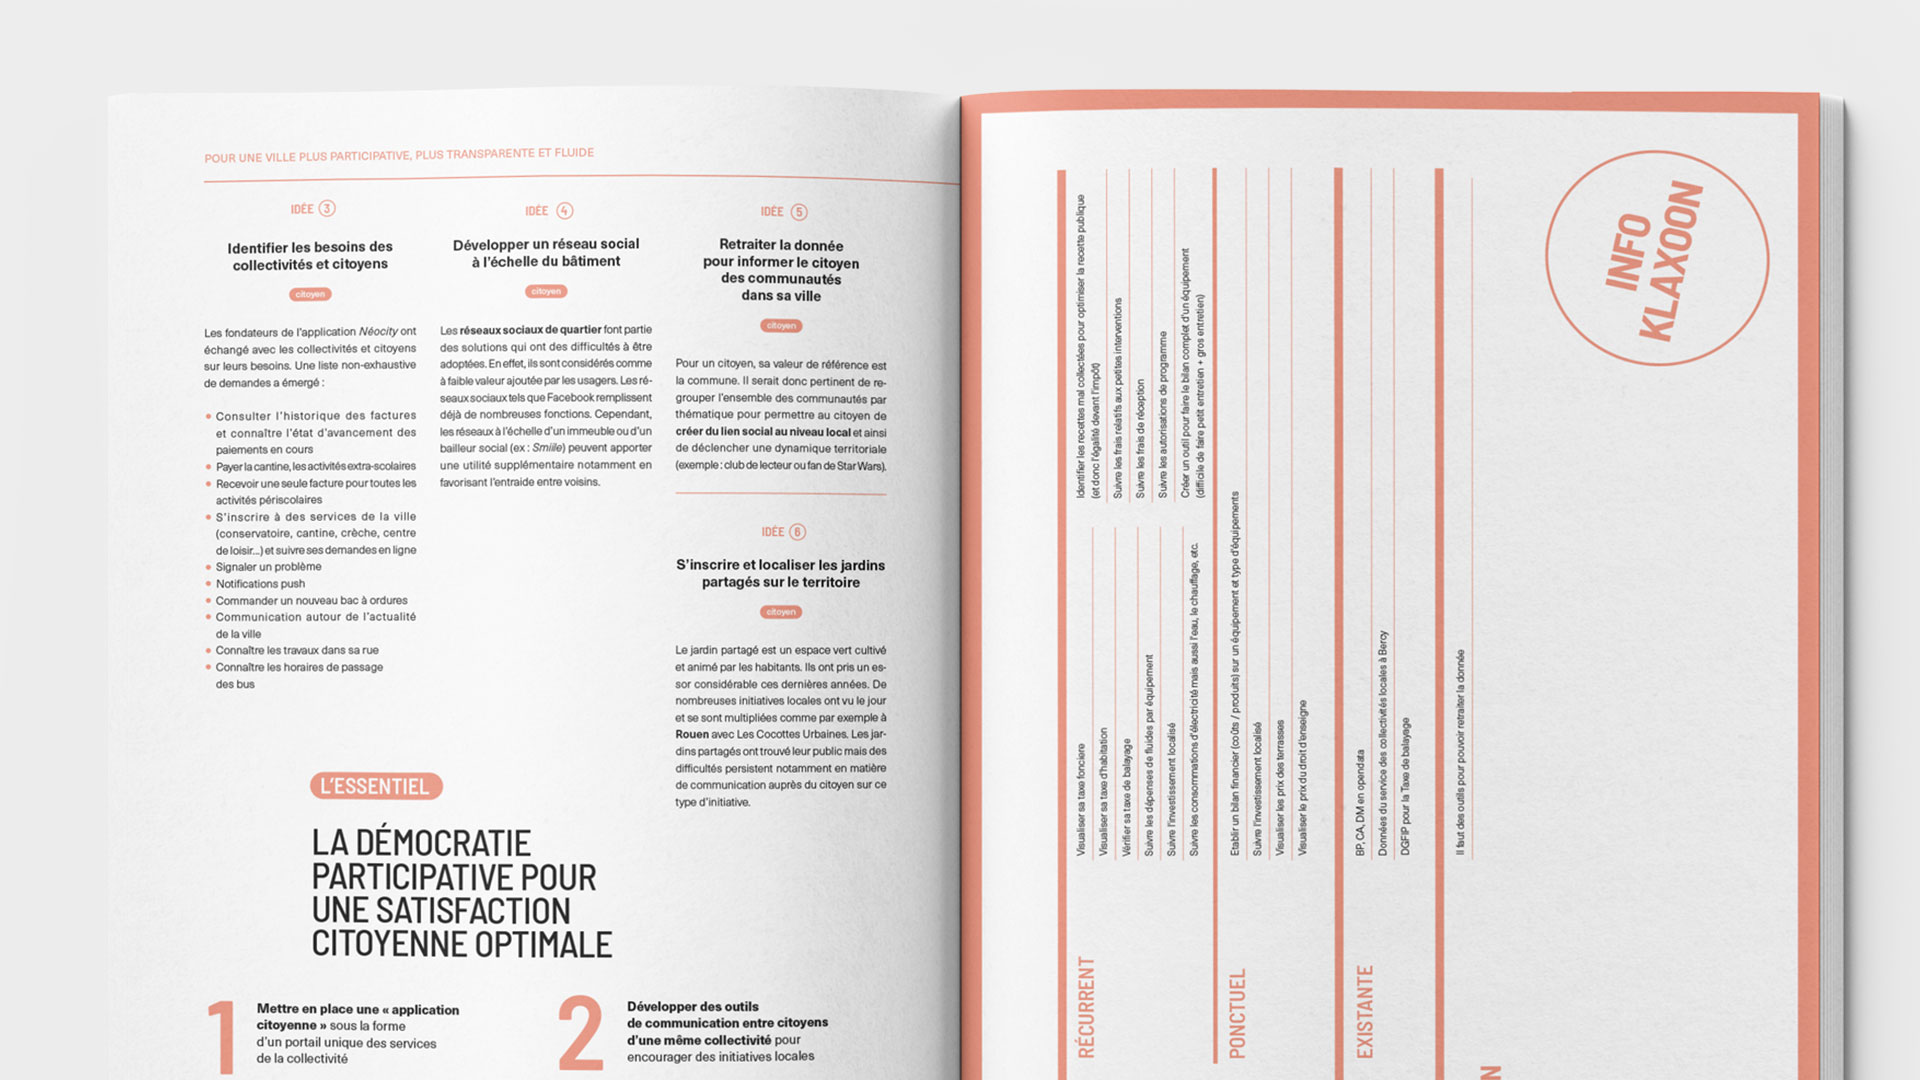 POUR UNE VILLE PLUS PARTICIPATIVE, PLUS TRANSPARENTE ET FLUIDE
IDÉE 3
Identifier les besoins des
collectivités et citoyens
citoyen
Les fondateurs de l'application Néocity ont
échangé avec les collectivités et citoyens
sur leurs besoins. Une liste non-exhaustive
de demandes a émergé :
• Consulter l'historique des factures
et connaître l'état d'avancement des
paiements en cours
• Payer la cantine, les activités extra-scolaires
• Recevoir une seule facture pour toutes les
activités périscolaires
• S'inscrire à des services de la ville
(conservatoire, cantine, crèche, centre
de loisir...) et suivre ses demandes en ligne
• Signaler un problème
• Notifications push
• Commander un nouveau bac à ordures
• Communication autour de l'actualité
de la ville
• Connaître les travaux dans sa rue
• Connaître les horaires de passage
des bus
IDÉE 4
Développer un réseau social
à l'échelle du bâtiment
citoyen
Les réseaux sociaux de quartier font partie
des solutions qui ont des difficultés à être
adoptées. En effet, ils sont considérés comme
à faible valeur ajoutée par les usagers. Les ré-
seaux sociaux tels que Facebook remplissent
déjà de nombreuses fonctions. Cependant,
les réseaux à l'échelle d'un immeuble ou d'un
bailleur social (ex : Smiile) peuvent apporter
une utilité supplémentaire notamment en
favorisant l'entraide entre voisins.
IDÉE 5
Retraiter la donnée
pour informer le citoyen
des communautés
dans sa ville
citoyen
Pour un citoyen, sa valeur de référence est
la commune. Il serait donc pertinent de re-
grouper l'ensemble des communautés par
thématique pour permettre au citoyen de
créer du lien social au niveau local et ainsi
de déclencher une dynamique territoriale
(exemple : club de lecteur ou fan de Star Wars).
IDÉE 6
S'inscrire et localiser les jardins
partagés sur le territoire
citoyen
Le jardin partagé est un espace vert cultivé
et animé par les habitants. Ils ont pris un es-
sor considérable ces dernières années. De
nombreuses initiatives locales ont vu le jour
et se sont multipliées comme par exemple à
Rouen avec Les Cocottes Urbaines. Les jar-
dins partagés ont trouvé leur public mais des
difficultés persistent notamment en matière
de communication auprès du citoyen sur ce
type d'initiative.
L'ESSENTIEL
LA DÉMOCRATIE
PARTICIPATIVE POUR
UNE SATISFACTION
CITOYENNE OPTIMALE
1
Mettre en place une « application
citoyenne » sous la forme
d'un portail unique des services
de la collectivité
2
Développer des outils
de communication entre citoyens
d'une même collectivité pour
encourager des initiatives locales
INFO
KLAXOON
RÉCURRENT
Visualiser sa taxe foncière
Visualiser sa taxe d'habitation
Vérifier sa taxe de balayage
Suivre les dépenses de fluides par équipement
Suivre l'investissement localisé
Suivre les consommations d'électricité mais aussi l'eau, le chauffage, etc.
Identifier les recettes mal collectées pour optimiser la recette publique
(et donc l'égalité devant l'impôt)
Suivre les frais relatifs aux petites interventions
Suivre les frais de réception
Suivre les autorisations de programme
Créer un outil pour faire le bilan complet d'un équipement
(difficile de faire petit entretien + gros entretien)
PONCTUEL
Etablir un bilan financier (coûts / produits) sur un équipement et type d'équipements
Suivre l'investissement localisé
Visualiser les prix des terrasses
Visualiser le prix du droit d'enseigne
EXISTANTE
BP, CA, DM en opendata
Données du service des collectivités locales à Bercy
DGFIP pour la Taxe de balayage
Il faut des outils pour pouvoir retraiter la donnée